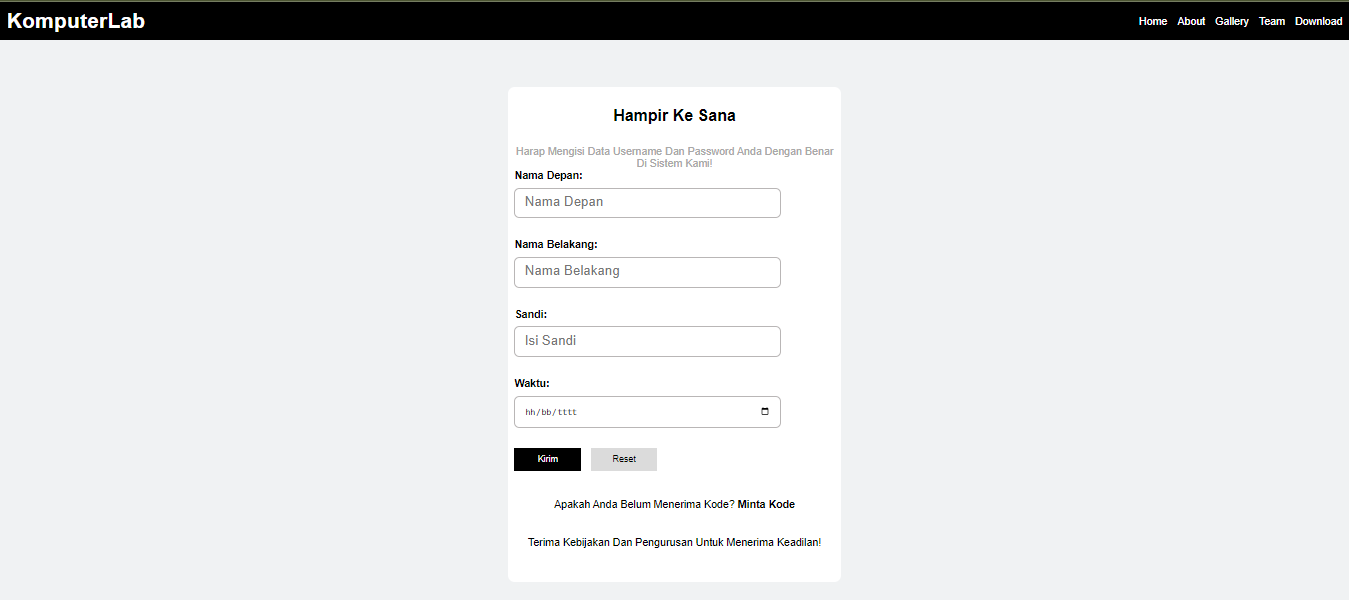 KomputerLab
Home About Gallery Team Download
Hampir Ke Sana
Harap Mengisi Data Username Dan Password Anda Dengan Benar
Di Sistem Kami!
Nama Depan:
Nama Depan
Nama Belakang:
Nama Belakang
Sandi:
Isi Sandi
Waktu:
hh/bb/tttt
Kirim Reset
Apakah Anda Belum Menerima Kode? Minta Kode
Terima Kebijakan Dan Pengurusan Untuk Menerima Keadilan!